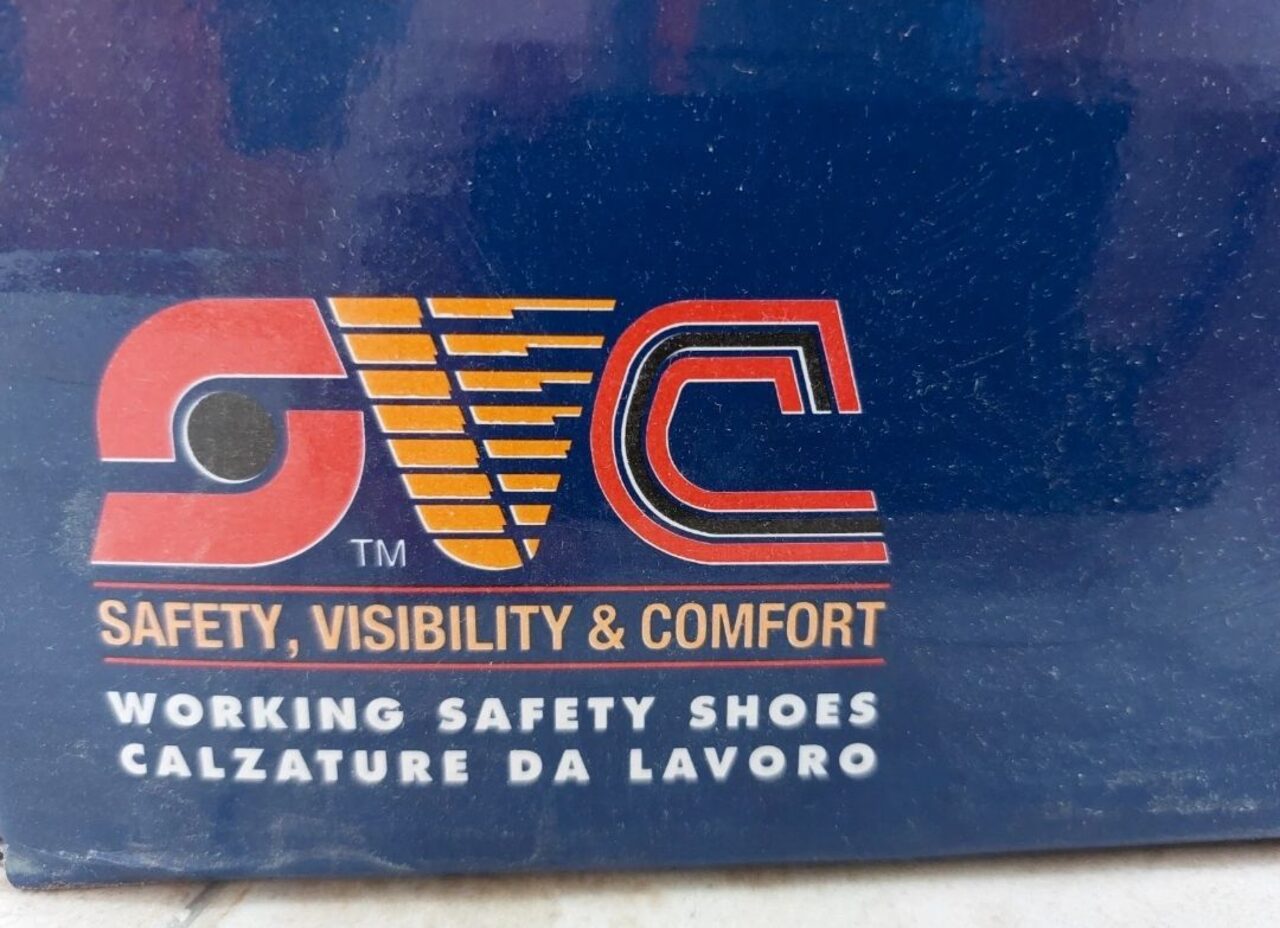 SVC
TM
SAFETY, VISIBILITY & COMFORT
WORKING SAFETY SHOES
CALZATURE DA LAVORO